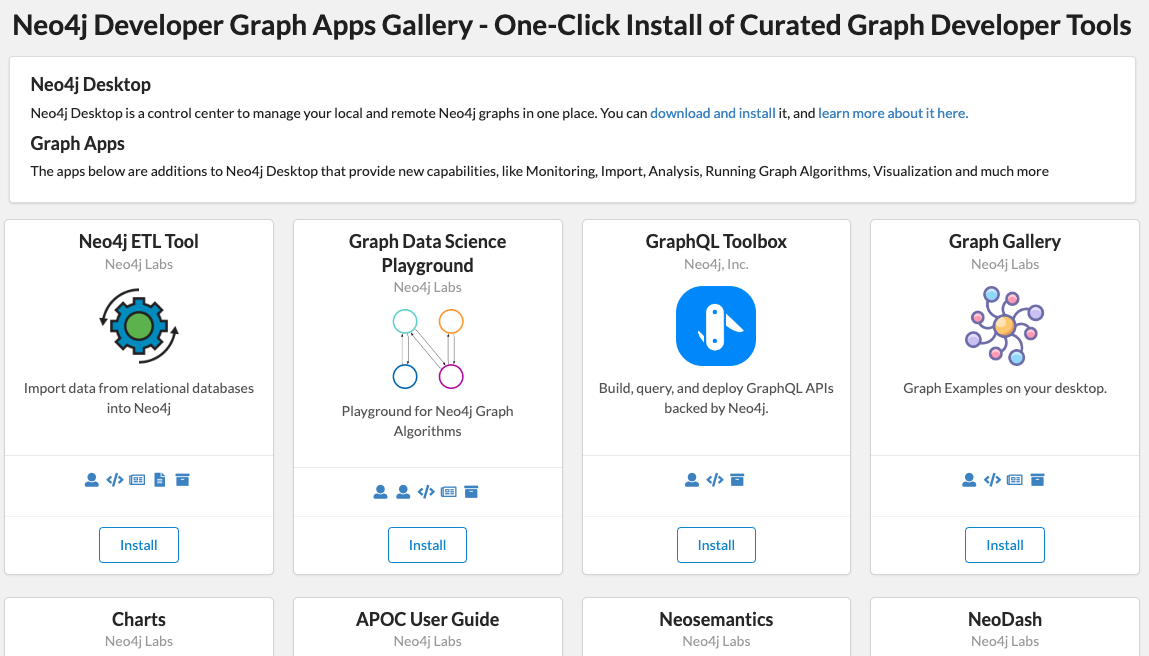 Neo4j Developer Graph Apps Gallery - One-Click Install of Curated Graph Developer Tools
Neo4j Desktop
Neo4j Desktop is a control center to manage your local and remote Neo4j graphs in one place. You can download and install it, and learn more about it here.
Graph Apps
The apps below are additions to Neo4j Desktop that provide new capabilities, like Monitoring, Import, Analysis, Running Graph Algorithms, Visualization and much more
Neo4j ETL Tool
Neo4j Labs
Import data from relational databases
into Neo4j
Install
Graph Data Science
Playground
Neo4j Labs
Playground for Neo4j Graph
Algorithms
Install
GraphQL Toolbox
Neo4j, Inc.
Build, query, and deploy GraphQL APIs
backed by Neo4j.
Install
Graph Gallery
Neo4j Labs
Graph Examples on your desktop.
Install
Charts
Neo4j Labs
APOC User Guide
Neo4j Labs
Neosemantics
Neo4j Labs
NeoDash
Neo4j Labs